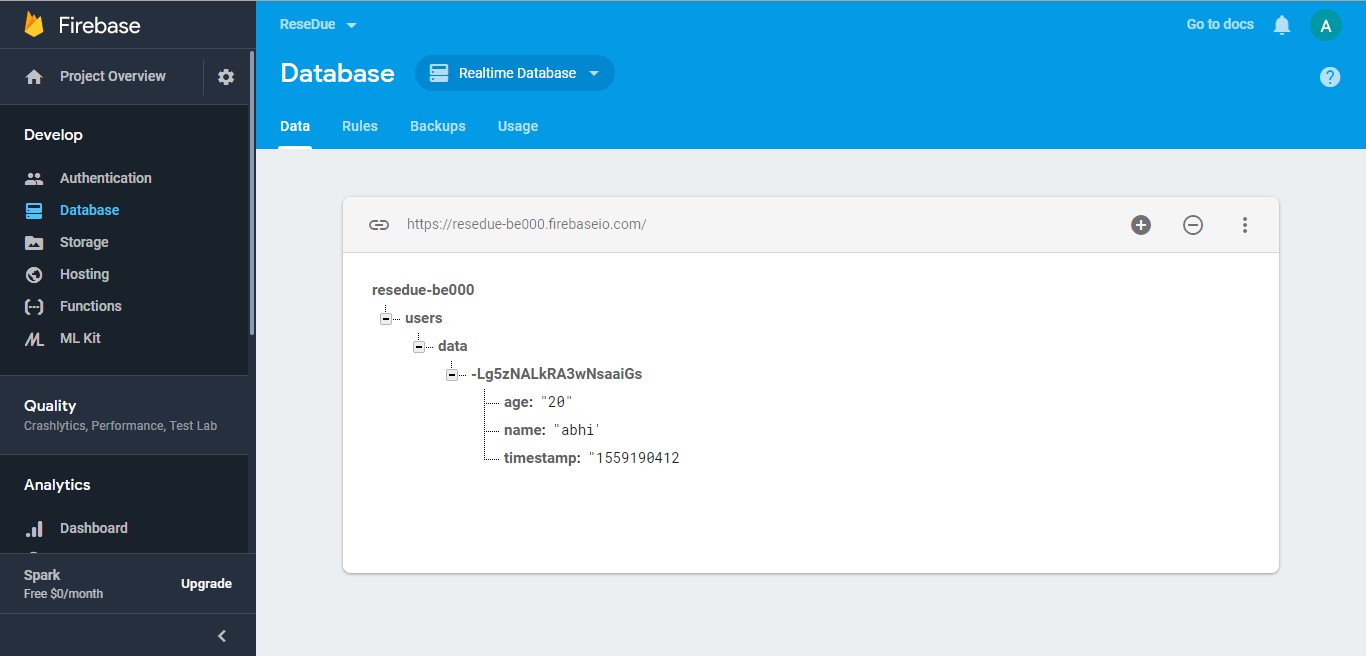 Firebase
Project Overview
Develop
Authentication
Database
Storage
Hosting
Functions
ML Kit
Quality
Crashlytics, Performance, Test Lab
Analytics
Dashboard
Spark
Free $0/month
Upgrade
ReseDue
Go to docs
A
Database
Realtime Database
?
Data Rules Backups Usage
https://resedue-be000.firebaseio.com/
resedue-be000
users
data
-Lg5zNALkRA3wNsaaiGs
age: "20"
name: "abhi'
timestamp: "1559190412